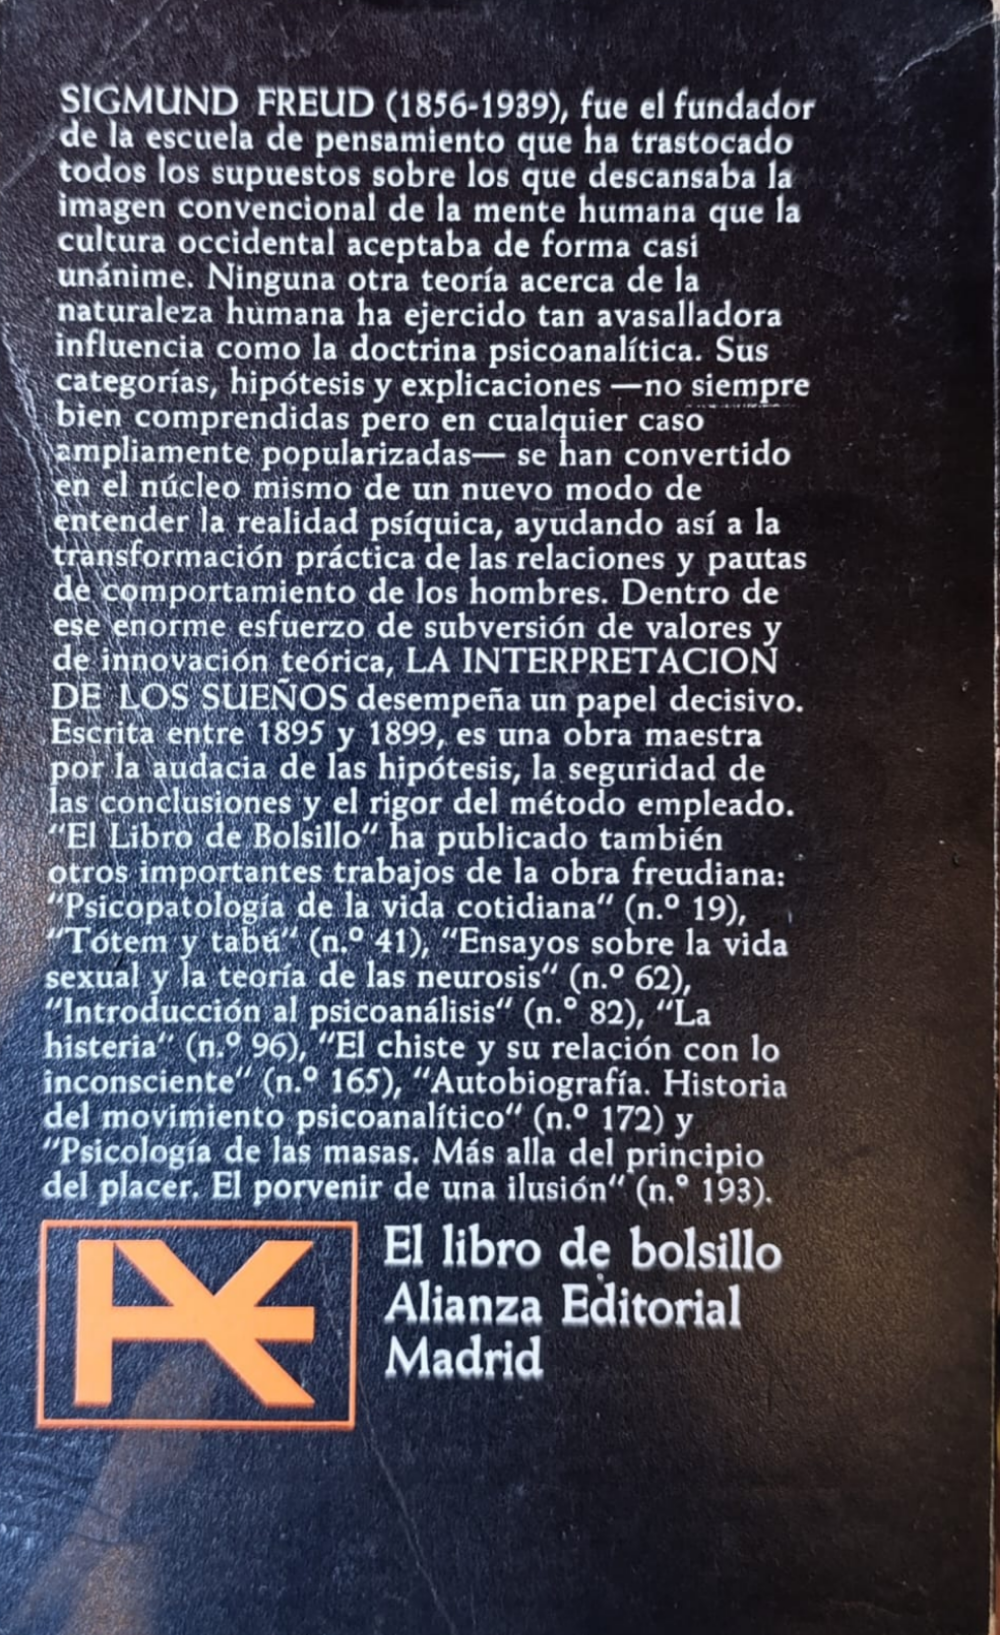 SIGMUND FREUD (1856-1939), fue el fundador
de la escuela de pensamiento que ha trastocado
todos los supuestos sobre los que descansaba la
imagen convencional de la mente humana que la
cultura occidental aceptaba de forma casi
unánime. Ninguna otra teoría acerca de la
naturaleza humana ha ejercido tan avasalladora
influencia como la doctrina psicoanalítica. Sus
categorías, hipótesis y explicaciones —no siempre
bien comprendidas pero en cualquier caso
ampliamente popularizadas— se han convertido
en el núcleo mismo de un nuevo modo de
entender la realidad psíquica, ayudando así a la
transformación práctica de las relaciones y pautas
de comportamiento de los hombres. Dentro de
ese enorme esfuerzo de subversión de valores y
de innovación teórica, LA INTERPRETACION
DE LOS SUEÑOS desempeña un papel decisivo.
Escrita entre 1895 y 1899, es una obra maestra
por la audacia de las hipótesis, la seguridad de
las conclusiones y el rigor del método empleado.
“El Libro de Bolsillo“ ha publicado también
otros importantes trabajos de la obra freudiana:
“Psicopatología de la vida cotidiana“ (n.º 19),
“Tótem y tabú“ (n.º 41), “Ensayos sobre la vida
sexual y la teoría de las neurosis“ (n.º 62),
“Introducción al psicoanálisis“ (n.º 82), “La
histeria“ (n.º 96), “El chiste y su relación con lo
inconsciente“ (n.º 165), “Autobiografía. Historia
del movimiento psicoanalítico“ (n.º 172) y
“Psicología de las masas. Más alla del principio
del placer. El porvenir de una ilusión“ (n.º 193).
El libro de bolsillo
Alianza Editorial
Madrid